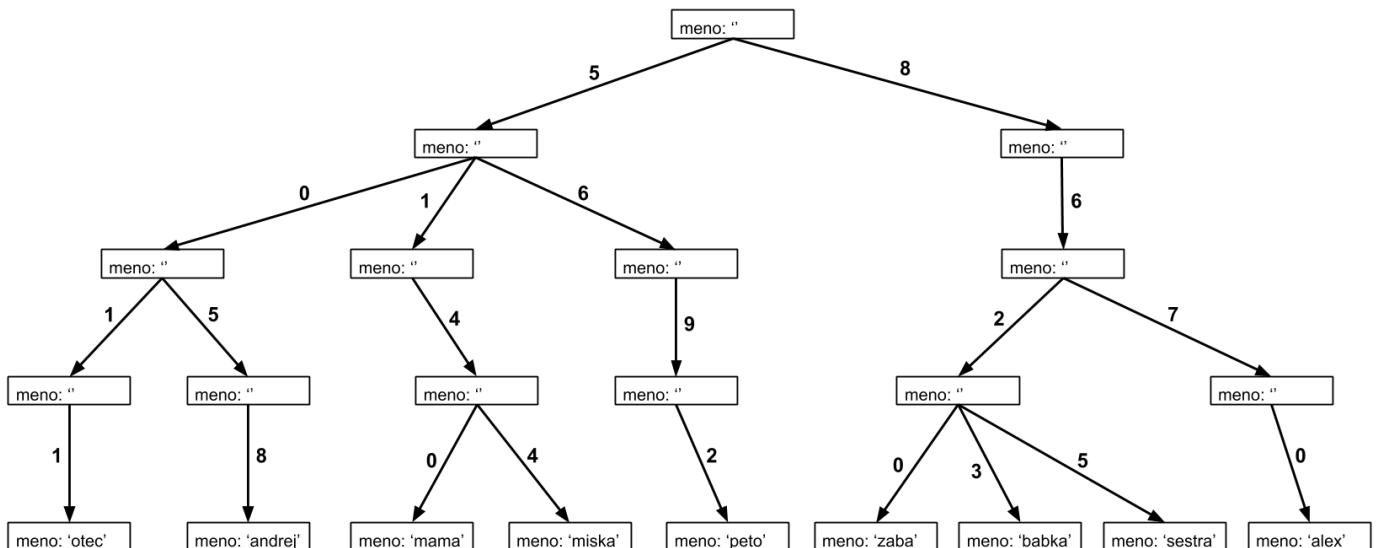 meno: ‘’
5
8
meno: ‘’
meno: ‘’
0
1
6
6
meno: ‘’
meno: ‘’
meno: ‘’
meno: ‘’
1
5
4
9
2
7
meno: ‘’
meno: ‘’
meno: ‘’
meno: ‘’
meno: ‘’
meno: ‘’
1
8
0
4
2
0
3
5
0
meno: ‘otec’
meno: ‘andrej’
meno: ‘mama’
meno: ‘miska’
meno: ‘peto’
meno: ‘zaba’
meno: ‘babka’
meno: ‘sestra’
meno: ‘alex’